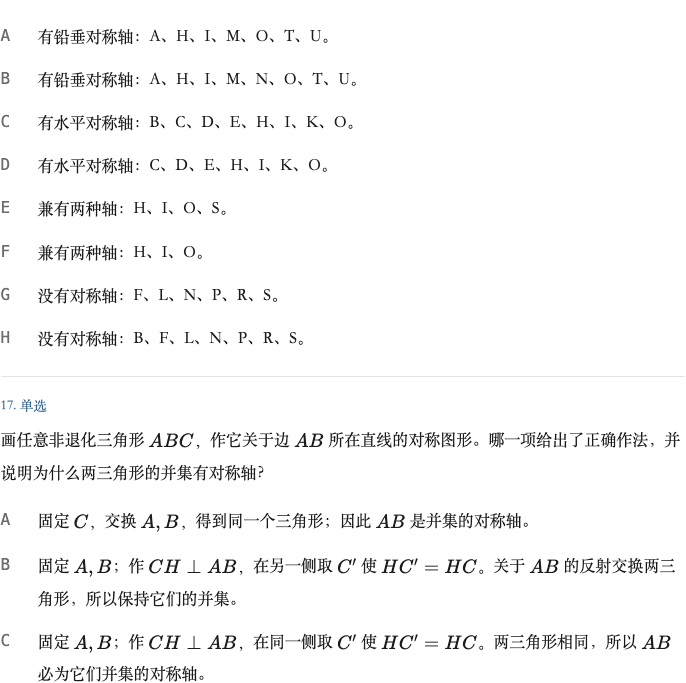 A 有铅垂对称轴：A、H、I、M、O、T、U。
B 有铅垂对称轴：A、H、I、M、N、O、T、U。
C 有水平对称轴：B、C、D、E、H、I、K、O。
D 有水平对称轴：C、D、E、H、I、K、O。
E 兼有两种轴：H、I、O、S。
F 兼有两种轴：H、I、O。
G 没有对称轴：F、L、N、P、R、S。
H 没有对称轴：B、F、L、N、P、R、S。
17. 单选
画任意非退化三角形 ABC，作它关于边 AB 所在直线的对称图形。哪一项给出了正确作法，并
说明为什么两三角形的并集有对称轴？
A 固定 C，交换 A, B，得到同一个三角形；因此 AB 是并集的对称轴。
B 固定 A, B；作 CH ⊥ AB，在另一侧取 C′ 使 HC′ = HC。关于 AB 的反射交换两三
角形，所以保持它们的并集。
C 固定 A, B；作 CH ⊥ AB，在同一侧取 C′ 使 HC′ = HC。两三角形相同，所以 AB
必为它们并集的对称轴。